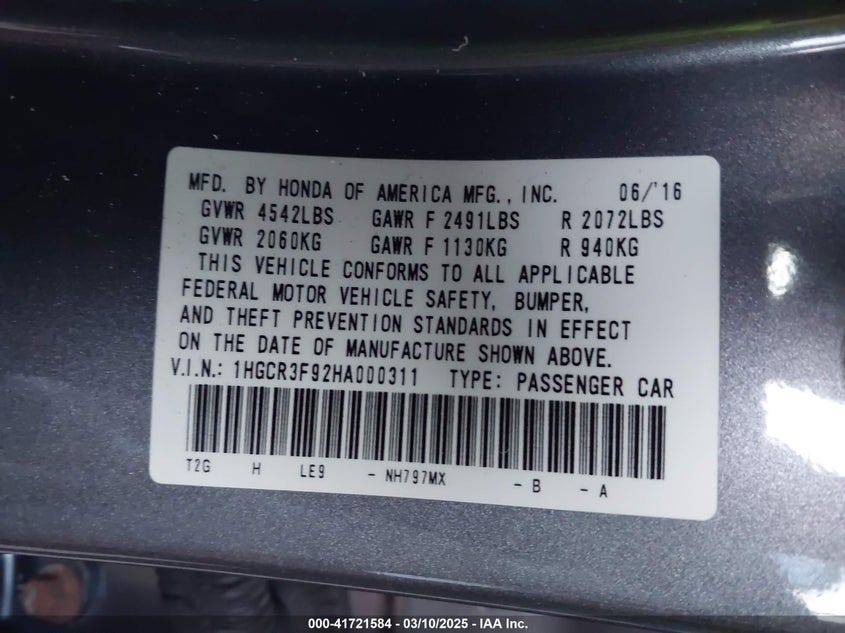 MFD. BY HONDA OF AMERICA MFG., INC. 06/'16
GVWR 4542LBS GAWR F 2491LBS R 2072LBS
GVWR 2060KG GAWR F 1130KG R 940KG
THIS VEHICLE CONFORMS TO ALL APPLICABLE
FEDERAL MOTOR VEHICLE SAFETY, BUMPER,
AND THEFT PREVENTION STANDARDS IN EFFECT
ON THE DATE OF MANUFACTURE SHOWN ABOVE.
V.I.N.: 1HGCR3F92HA000311 TYPE: PASSENGER CAR
T2G H LE9 - NH797MX - B - A
000-41721584 — 03/10/2025 — IAA Inc.